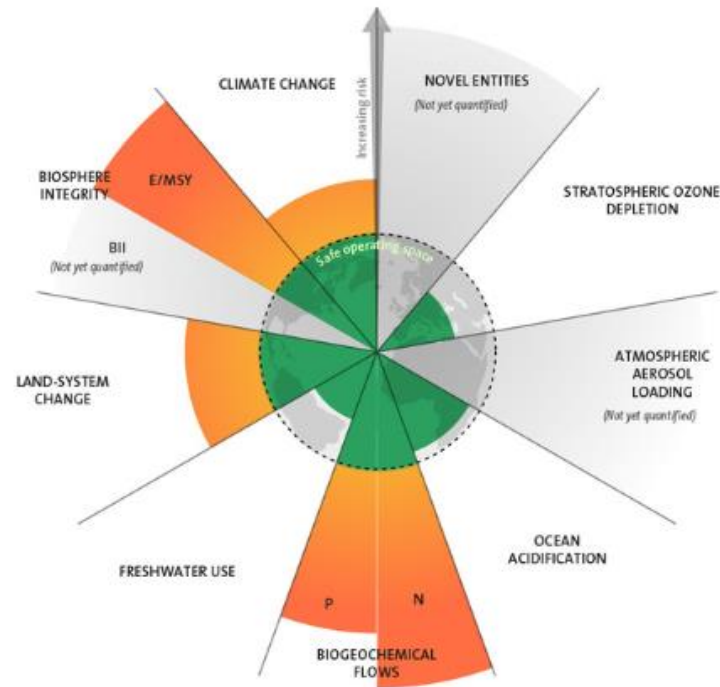 CLIMATE CHANGE
Increasing risk
NOVEL ENTITIES
(Not yet quantified)
STRATOSPHERIC OZONE
DEPLETION
ATMOSPHERIC
AEROSOL
LOADING
(Not yet quantified)
OCEAN
ACIDIFICATION
N
P
BIOGEOCHEMICAL
FLOWS
FRESHWATER USE
LAND-SYSTEM
CHANGE
BIOSPHERE
INTEGRITY
E/MSY
BII
(Not yet quantified)
Safe operating space